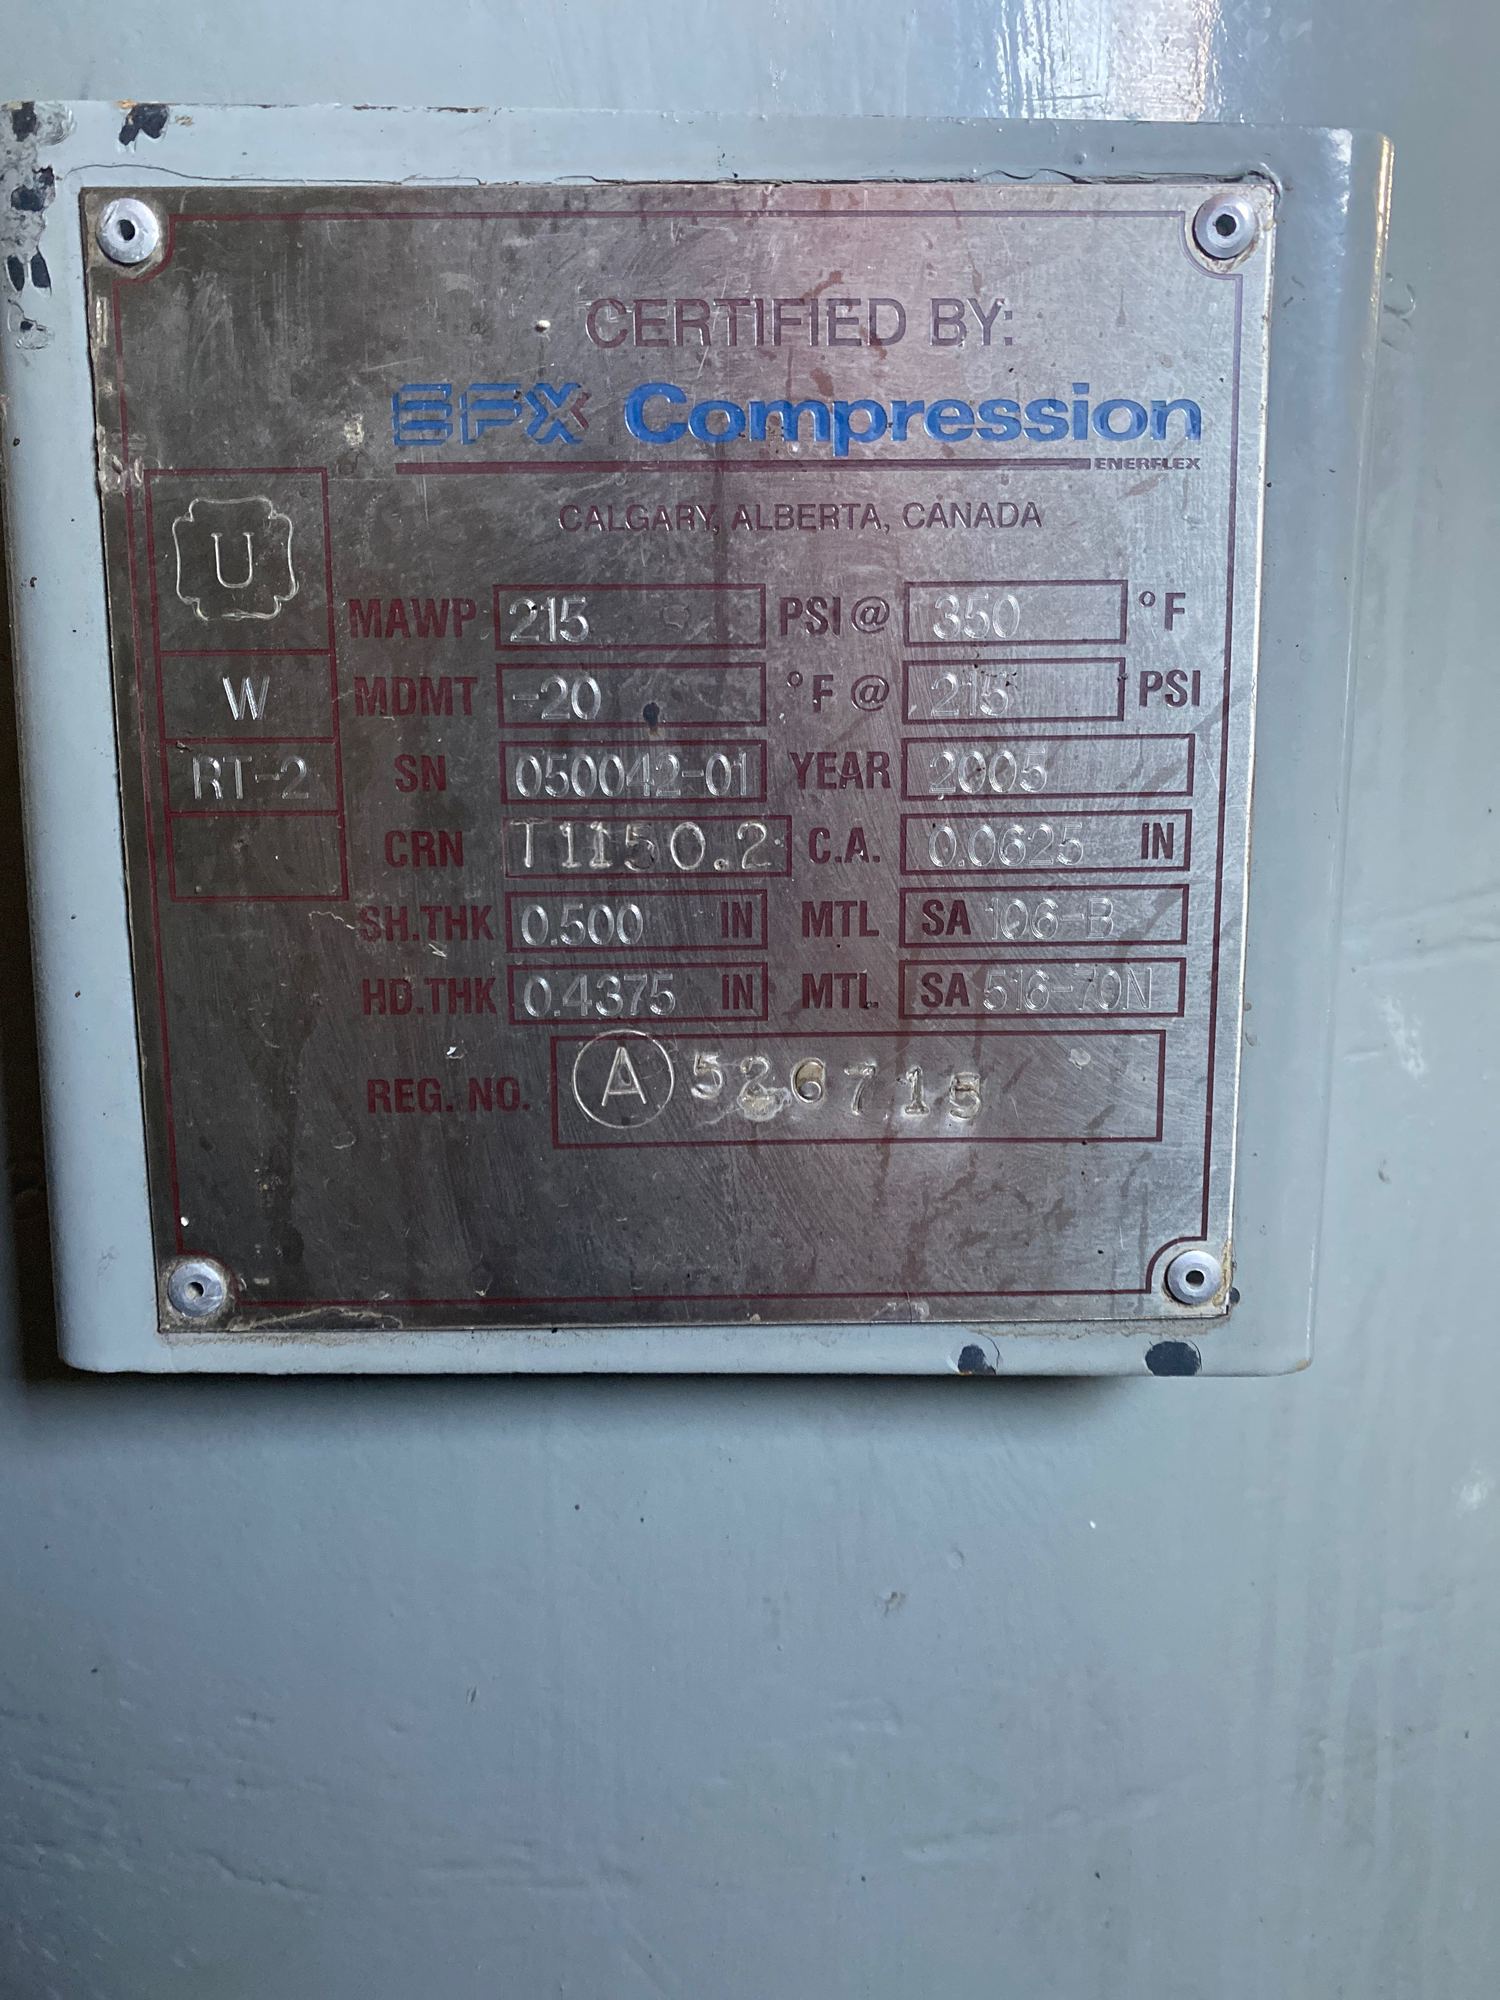 CERTIFIED BY:
EFX Compression
ENERFLEX
CALGARY, ALBERTA, CANADA
U
W
RT-2
MAWP 215 PSI @ 350 °F
MDMT -20 °F @ 215 PSI
SN 050042-01 YEAR 2005
CRN T1150.2 C.A. 0.0625 IN
SH.THK 0.500 IN MTL SA 106-B
HD.THK 0.4375 IN MTL SA 516-70N
REG. NO. A 526715